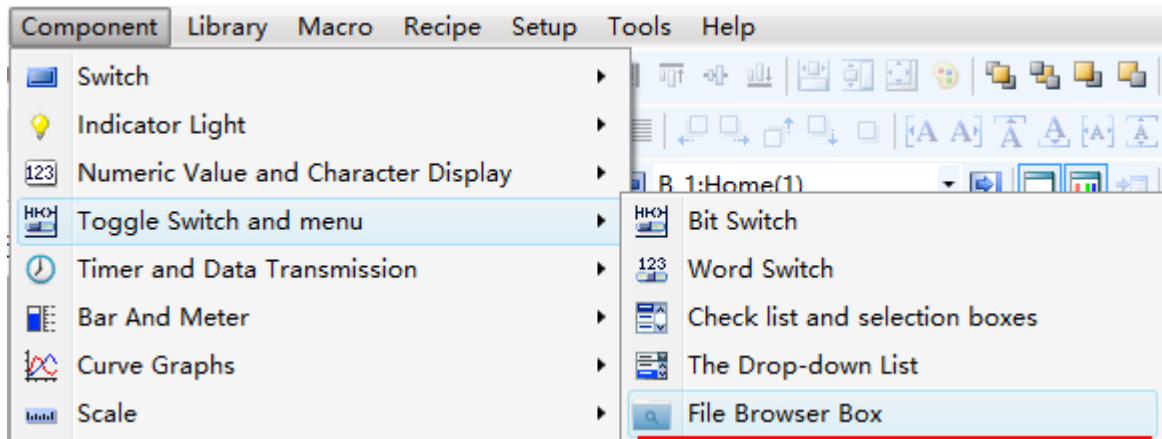 Component Library Macro Recipe Setup Tools Help
Switch
Indicator Light
123 Numeric Value and Character Display
B_1:Home(1)
Toggle Switch and menu
Bit Switch
Timer and Data Transmission
123 Word Switch
Bar And Meter
Check list and selection boxes
Curve Graphs
The Drop-down List
Scale
File Browser Box